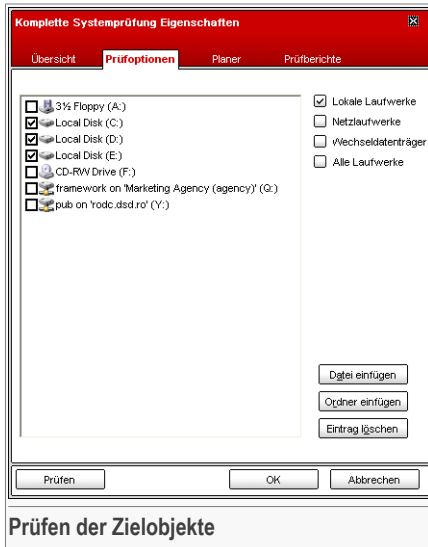 Komplette Systemprüfung Eigenschaften
Übersicht Prüfoptionen Planer Prüfberichte
3½ Floppy (A:)
Local Disk (C:)
Local Disk (D:)
Local Disk (E:)
CD-RW Drive (F:)
framework on 'Marketing Agency (agency)' (Q:)
pub on 'rodc.dsd.ro' (Y:)
Lokale Laufwerke
Netzlaufwerke
Wechseldatenträger
Alle Laufwerke
Datei einfügen
Ordner einfügen
Eintrag löschen
Prüfen OK Abbrechen
Prüfen der Zielobjekte